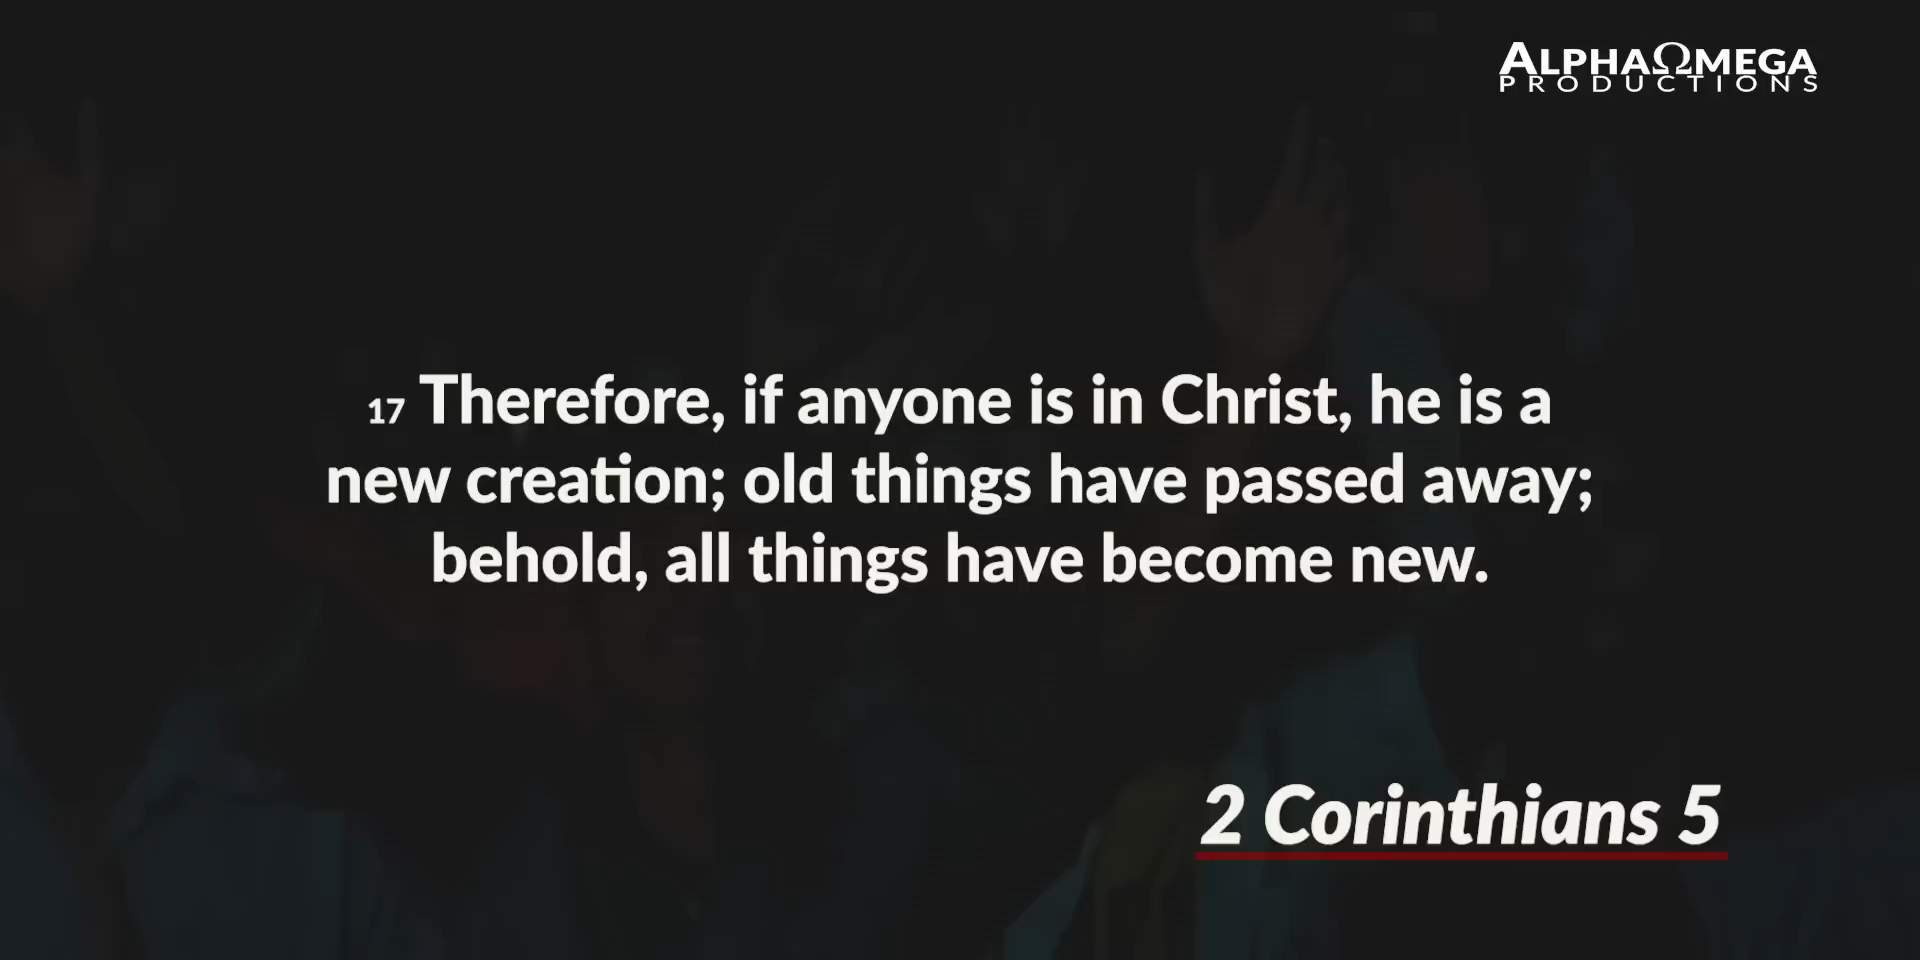 ALPHAΩMEGA
PRODUCTIONS
17 Therefore, if anyone is in Christ, he is a
new creation; old things have passed away;
behold, all things have become new.
2 Corinthians 5